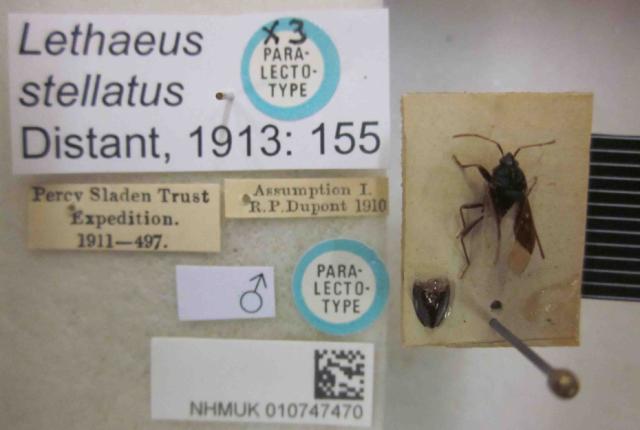 Lethaeus
stellatus
Distant, 1913: 155
x3
PARA-
LECTO-
TYPE
Percy Sladen Trust
Expedition.
1911—497.
Assumption I.
R.P.Dupont 1910
♂
PARA-
LECTO-
TYPE
NHMUK 010747470